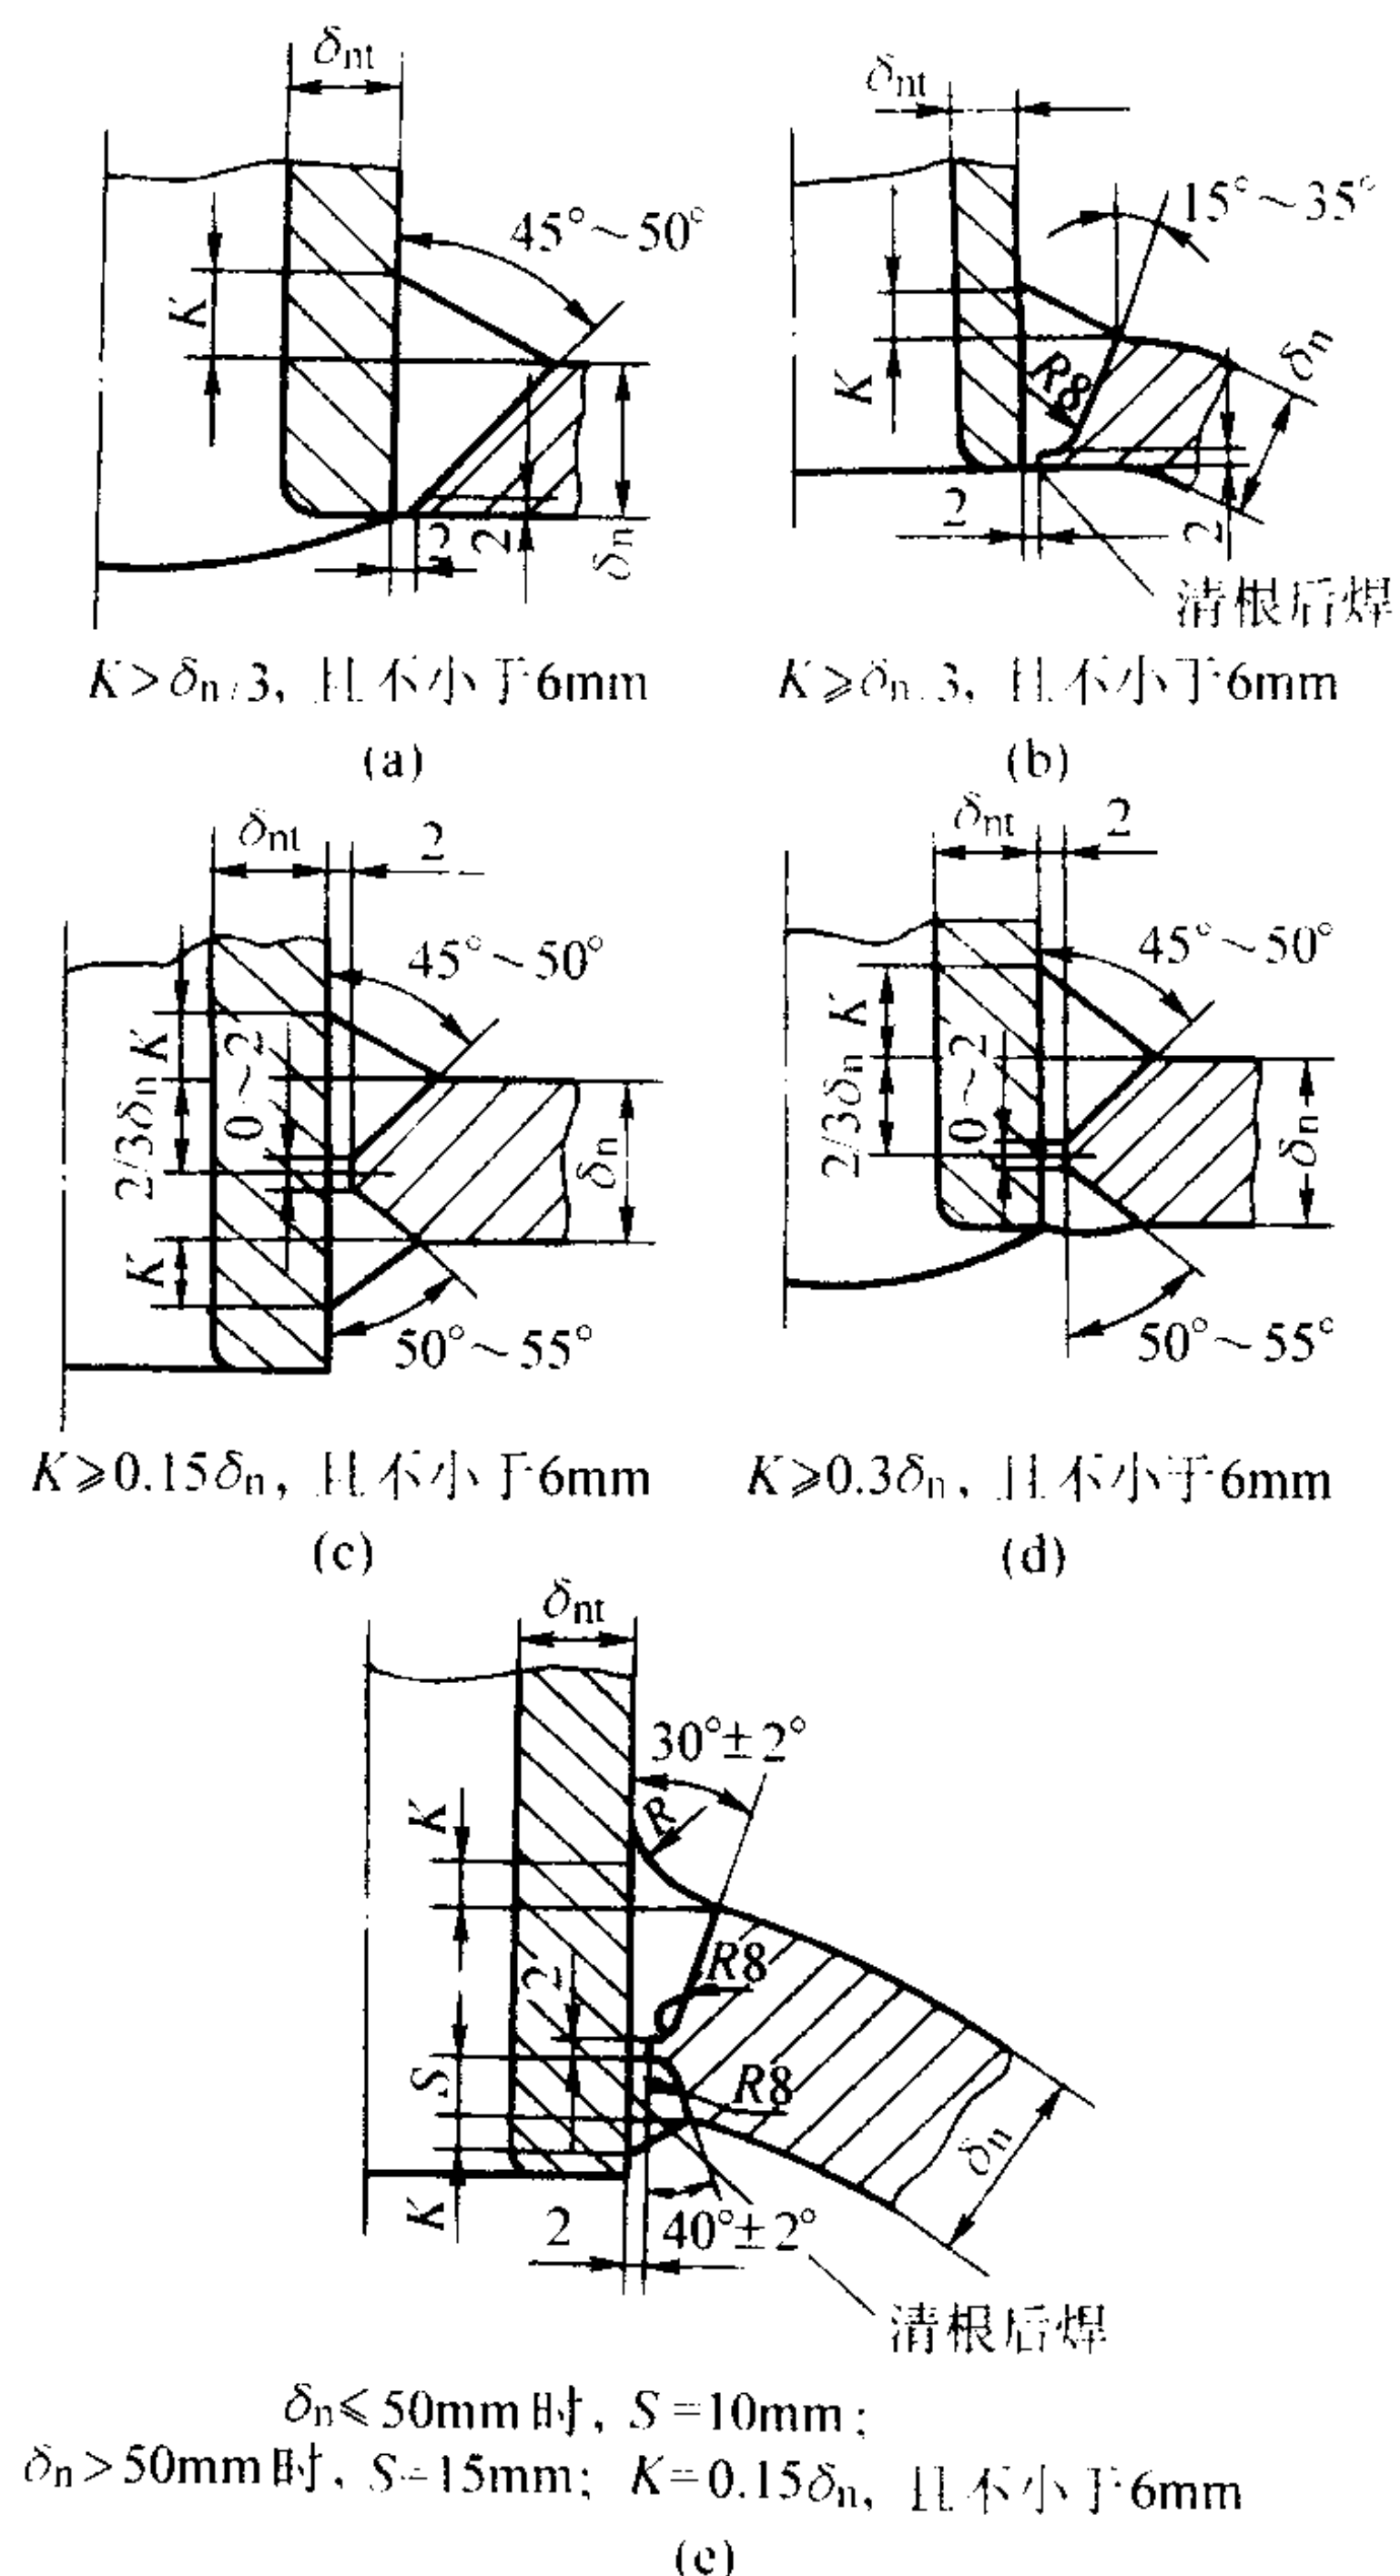 δnt
45°~50°
K
2
2
δn
K>δn/3, 且不小于6mm
(a)
δnt
15°~35°
K
R8
δn
2
2
清根后焊
K≥δn/3, 且不小于6mm
(b)
δnt
2
45°~50°
K
2/3δn
0~2
δn
K
50°~55°
K≥0.15δn, 且不小于6mm
(c)
δnt
2
45°~50°
K
2/3δn
0~2
δn
50°~55°
K≥0.3δn, 且不小于6mm
(d)
δnt
30°±2°
K
R
2
R8
S
R8
δn
K
2
40°±2°
清根后焊
δn≤50mm时, S=10mm;
δn>50mm时, S=15mm; K=0.15δn, 且不小于6mm
(e)